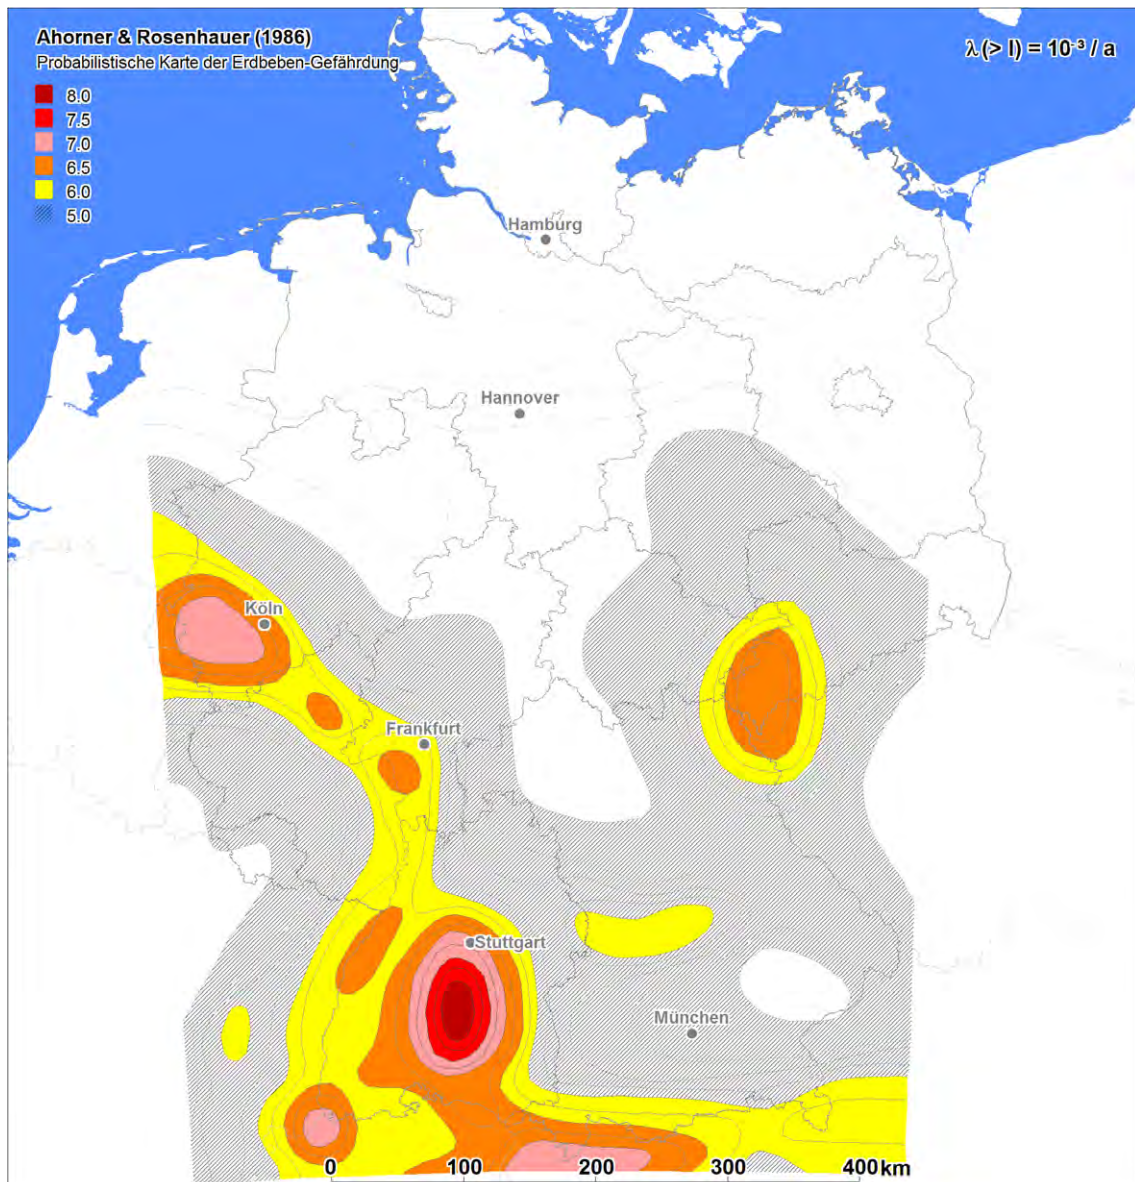 Ahorner & Rosenhauer (1986)
Probabilistische Karte der Erdbeben-Gefährdung
λ (> I) = 10⁻³ / a
8.0
7.5
7.0
6.5
6.0
5.0
Hamburg
Hannover
Köln
Frankfurt
Stuttgart
München
0 100 200 300 400 km